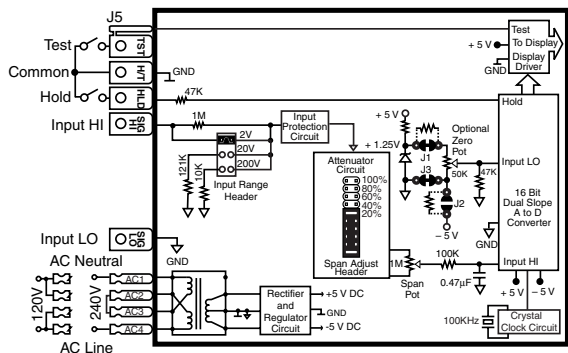 J5
Test
TST
Common
H/T
GND
Hold
HLD
47K
Input HI
SIG HI
1M
2V
20V
200V
121K
10K
Input Range
Header
Input
Protection
Circuit
Attenuator
Circuit
100%
80%
60%
40%
20%
Span Adjust
Header
+ 5 V
+ 1.25V
J1
J3
Optional
Zero
Pot
50K
47K
J2
– 5 V
Test
To Display
+ 5 V
Display
GND
Driver
Hold
Input LO
16 Bit
Dual Slope
A to D
Converter
GND
Input HI
+ 5 V
– 5 V
1M
Span
Pot
100K
0.47µF
100KHz
Crystal
Clock Circuit
Input LO
SIG LO
GND
AC Neutral
120V
240V
AC1
AC2
AC3
AC4
AC Line
Rectifier
and
Regulator
Circuit
+5 V DC
GND
-5 V DC